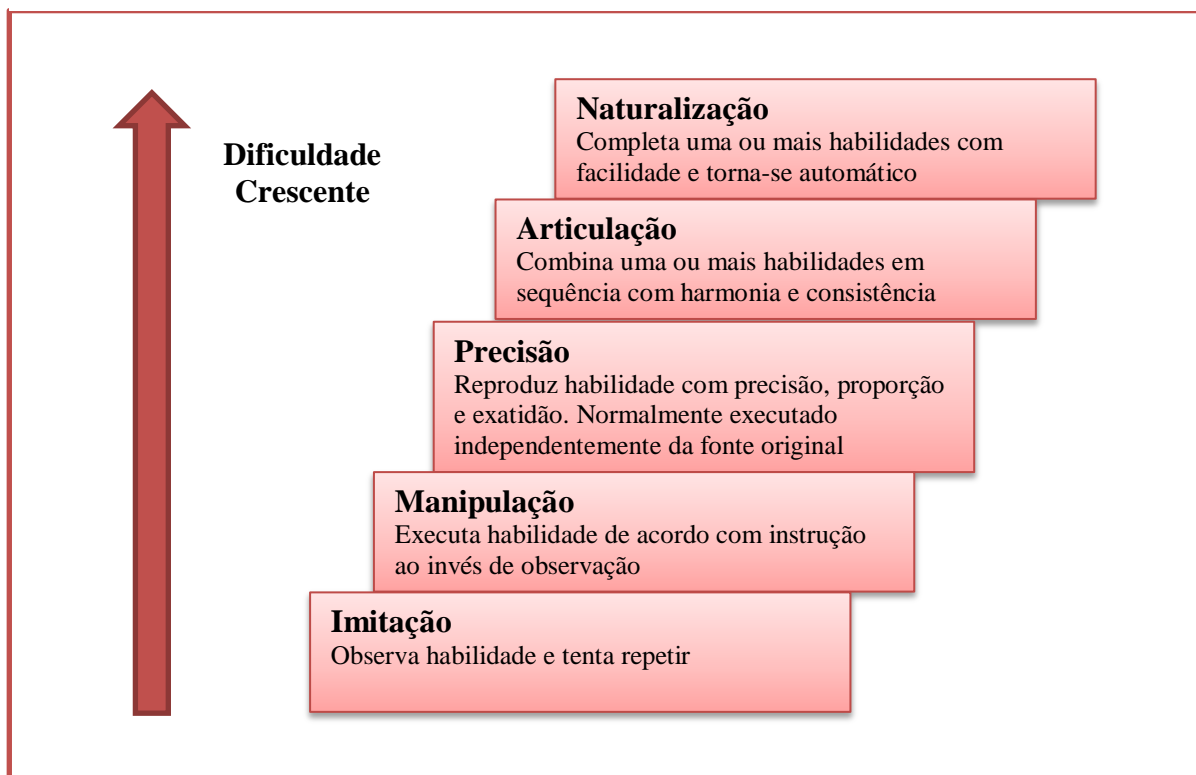 Dificuldade
Crescente
Naturalização
Completa uma ou mais habilidades com
facilidade e torna-se automático
Articulação
Combina uma ou mais habilidades em
sequência com harmonia e consistência
Precisão
Reproduz habilidade com precisão, proporção
e exatidão. Normalmente executado
independentemente da fonte original
Manipulação
Executa habilidade de acordo com instrução
ao invés de observação
Imitação
Observa habilidade e tenta repetir